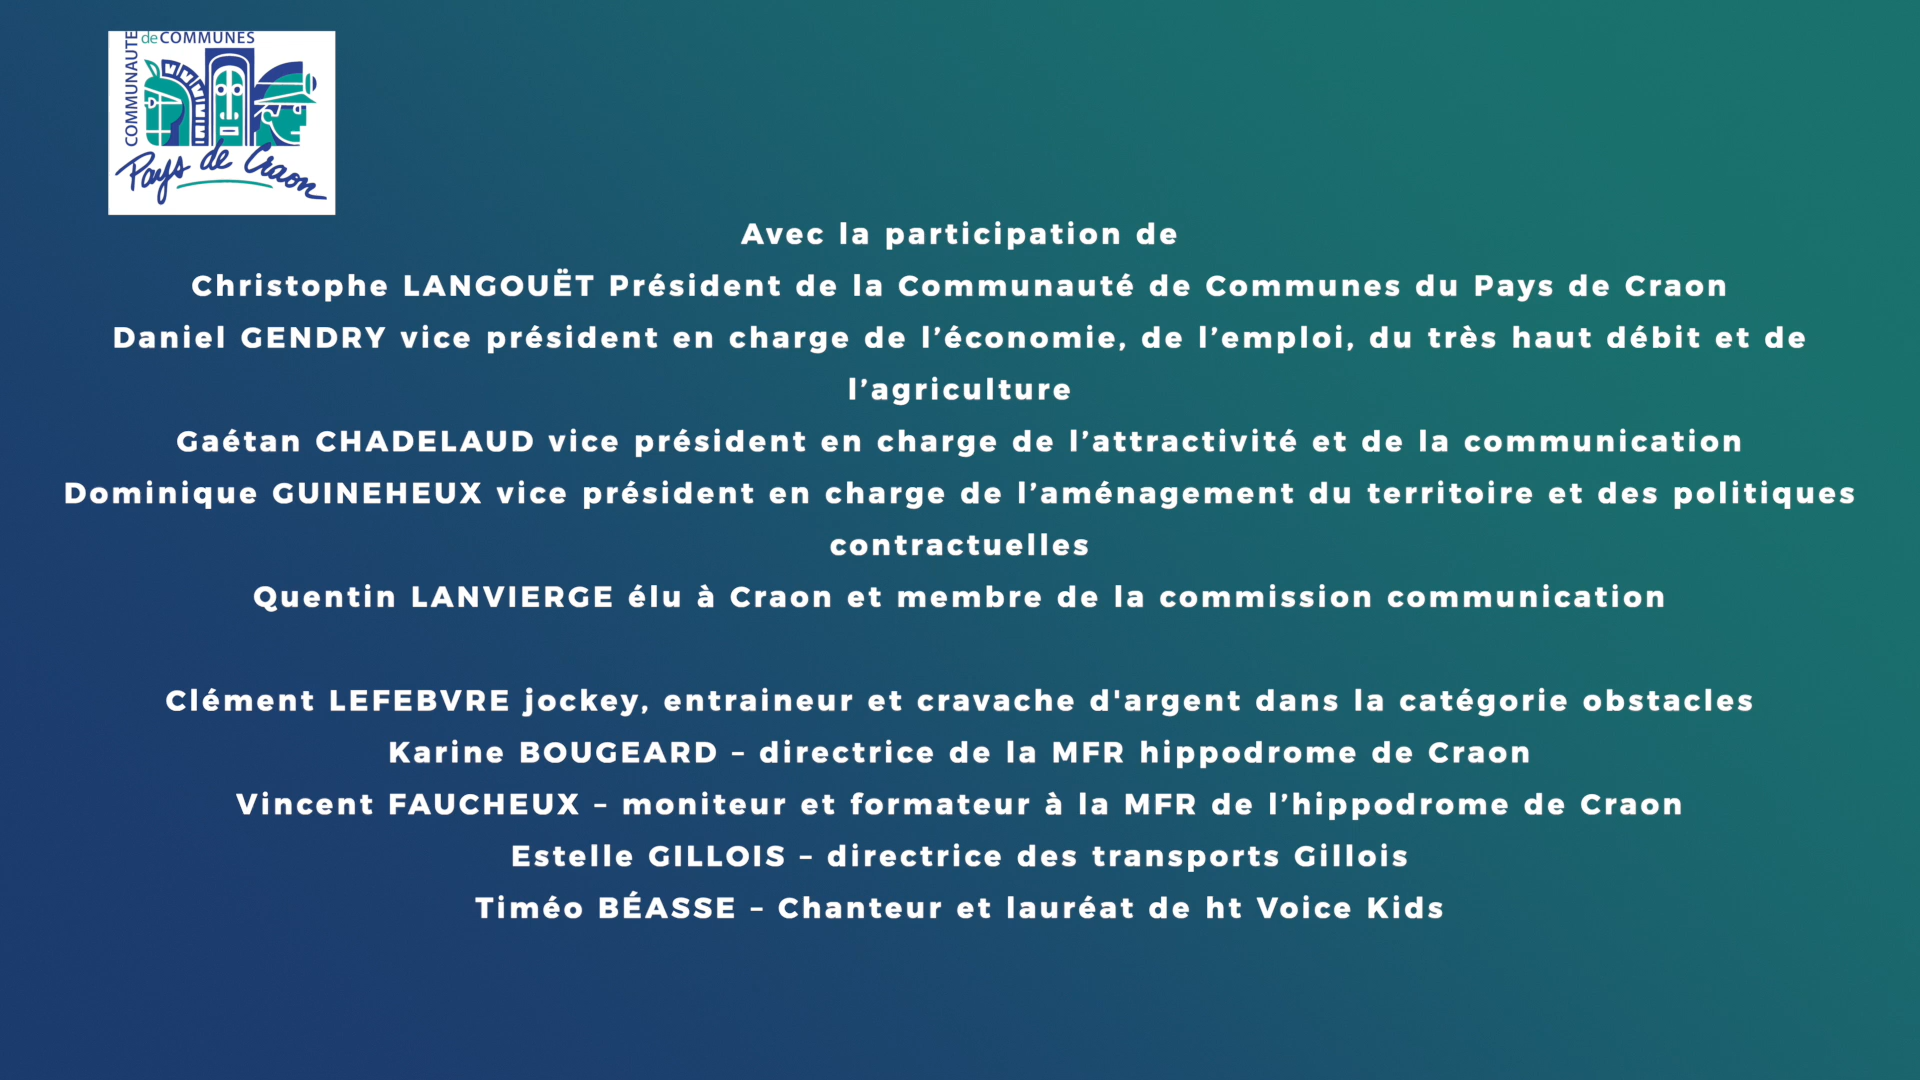 COMMUNAUTE
de COMMUNES
Pays de Craon
Avec la participation de
Christophe LANGOUËT Président de la Communauté de Communes du Pays de Craon
Daniel GENDRY vice président en charge de l’économie, de l’emploi, du très haut débit et de
l’agriculture
Gaétan CHADELAUD vice président en charge de l’attractivité et de la communication
Dominique GUINEHEUX vice président en charge de l’aménagement du territoire et des politiques
contractuelles
Quentin LANVIERGE élu à Craon et membre de la commission communication
Clément LEFEBVRE jockey, entraineur et cravache d'argent dans la catégorie obstacles
Karine BOUGEARD – directrice de la MFR hippodrome de Craon
Vincent FAUCHEUX – moniteur et formateur à la MFR de l’hippodrome de Craon
Estelle GILLOIS – directrice des transports Gillois
Timéo BÉASSE – Chanteur et lauréat de ht Voice Kids